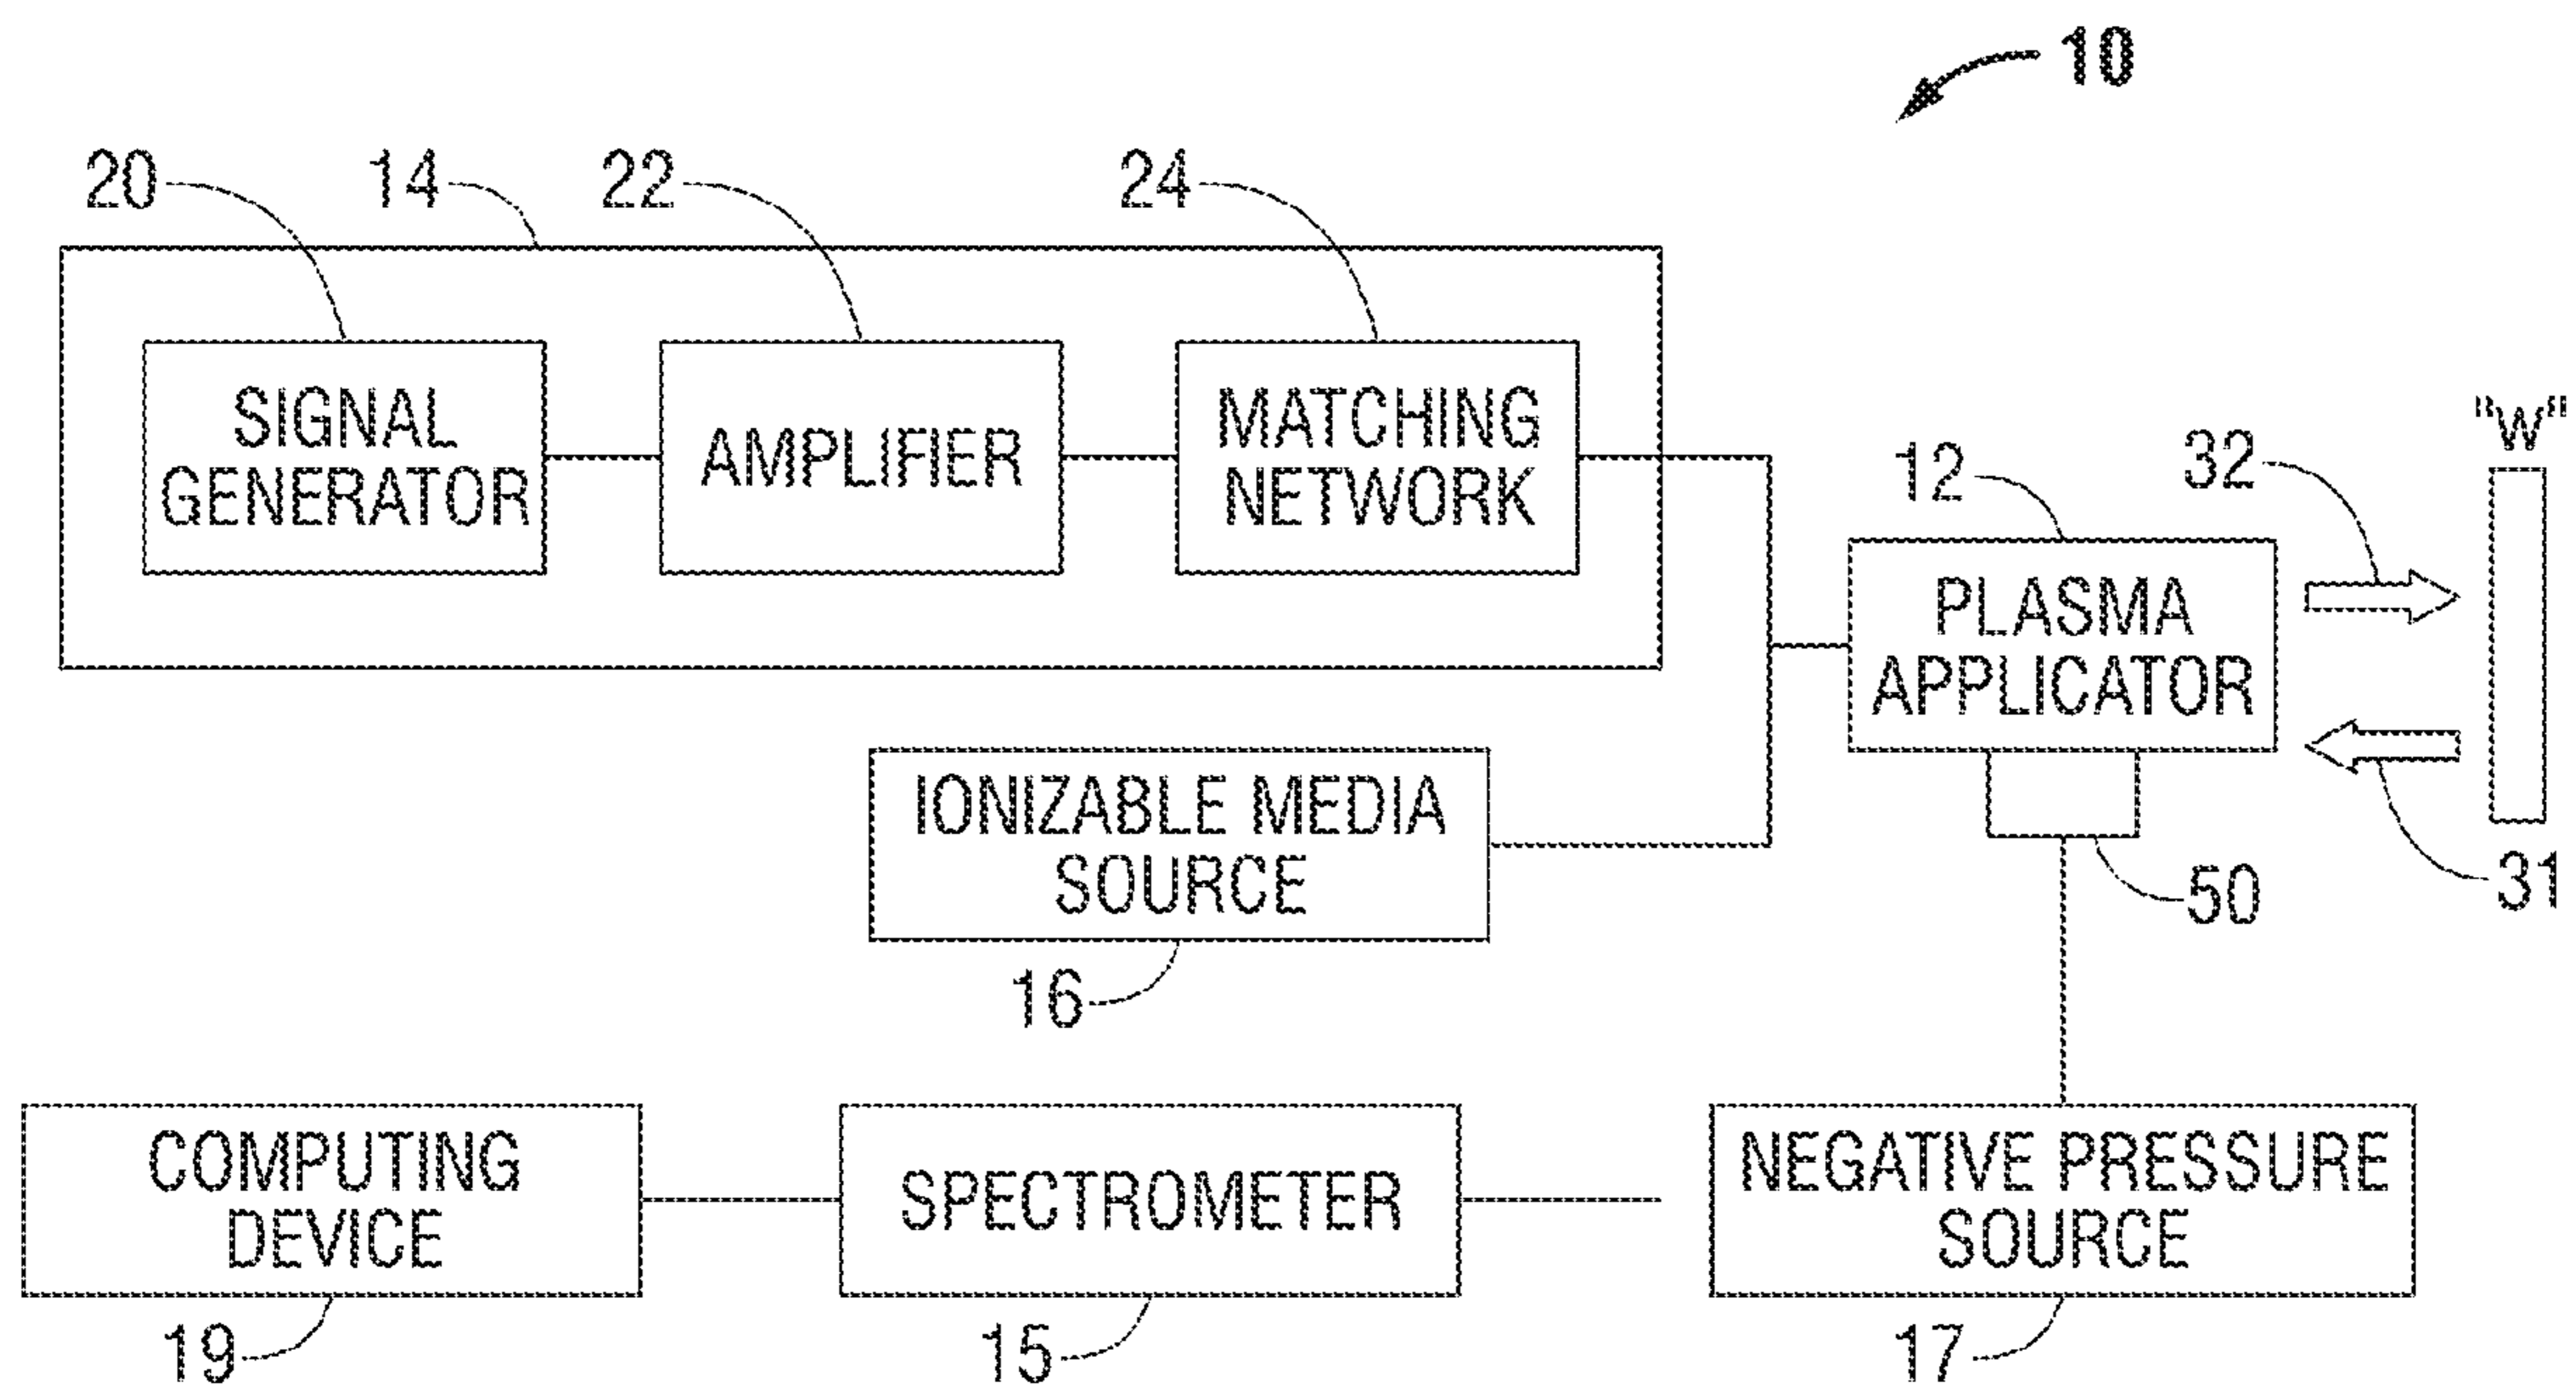 10
20
14
22
24
SIGNAL
GENERATOR
AMPLIFIER
MATCHING
NETWORK
"W"
32
12
PLASMA
APPLICATOR
IONIZABLE MEDIA
SOURCE
50
31
16
COMPUTING
DEVICE
SPECTROMETER
NEGATIVE PRESSURE
SOURCE
19
15
17